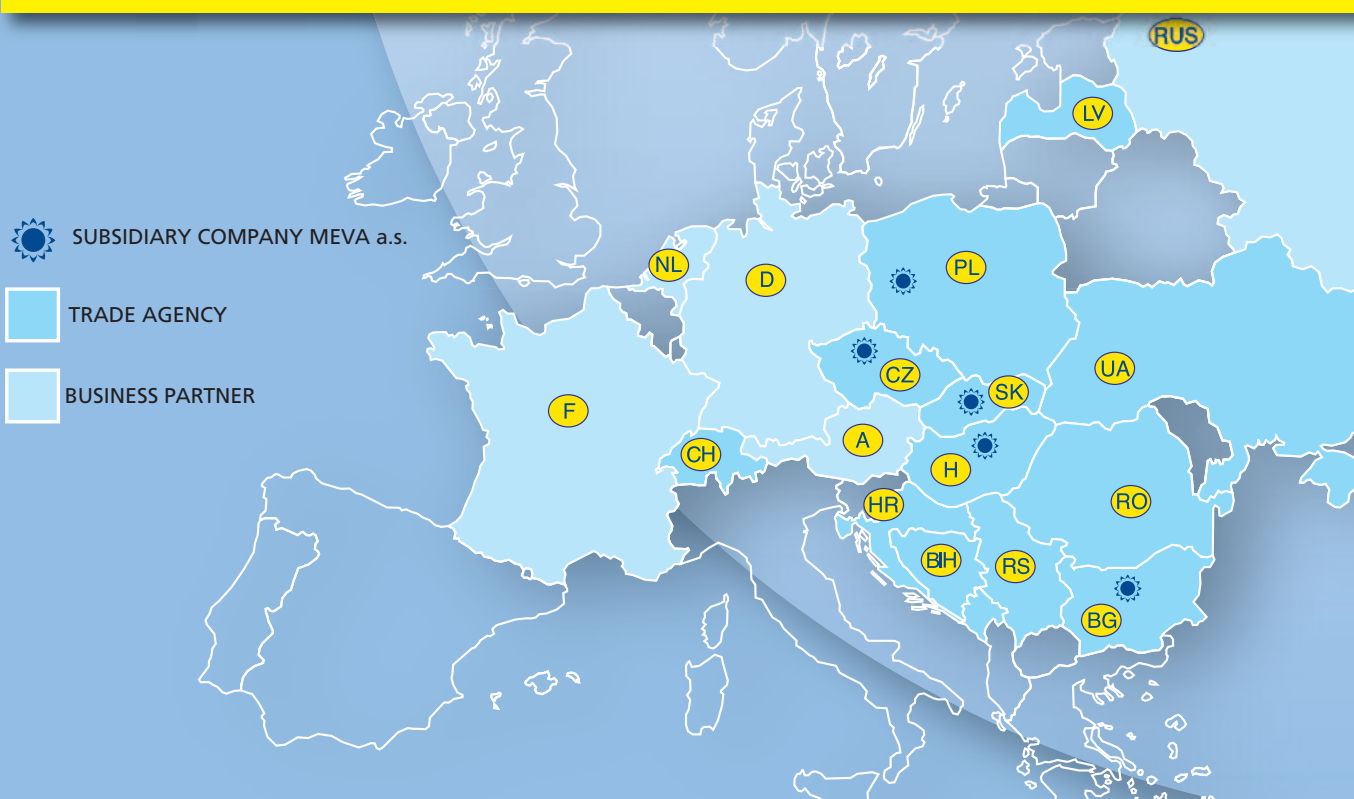 RUS
LV
SUBSIDIARY COMPANY MEVA a.s.
NL
D
PL
TRADE AGENCY
CZ
UA
SK
BUSINESS PARTNER
F
A
CH
H
HR
RO
BIH
RS
BG